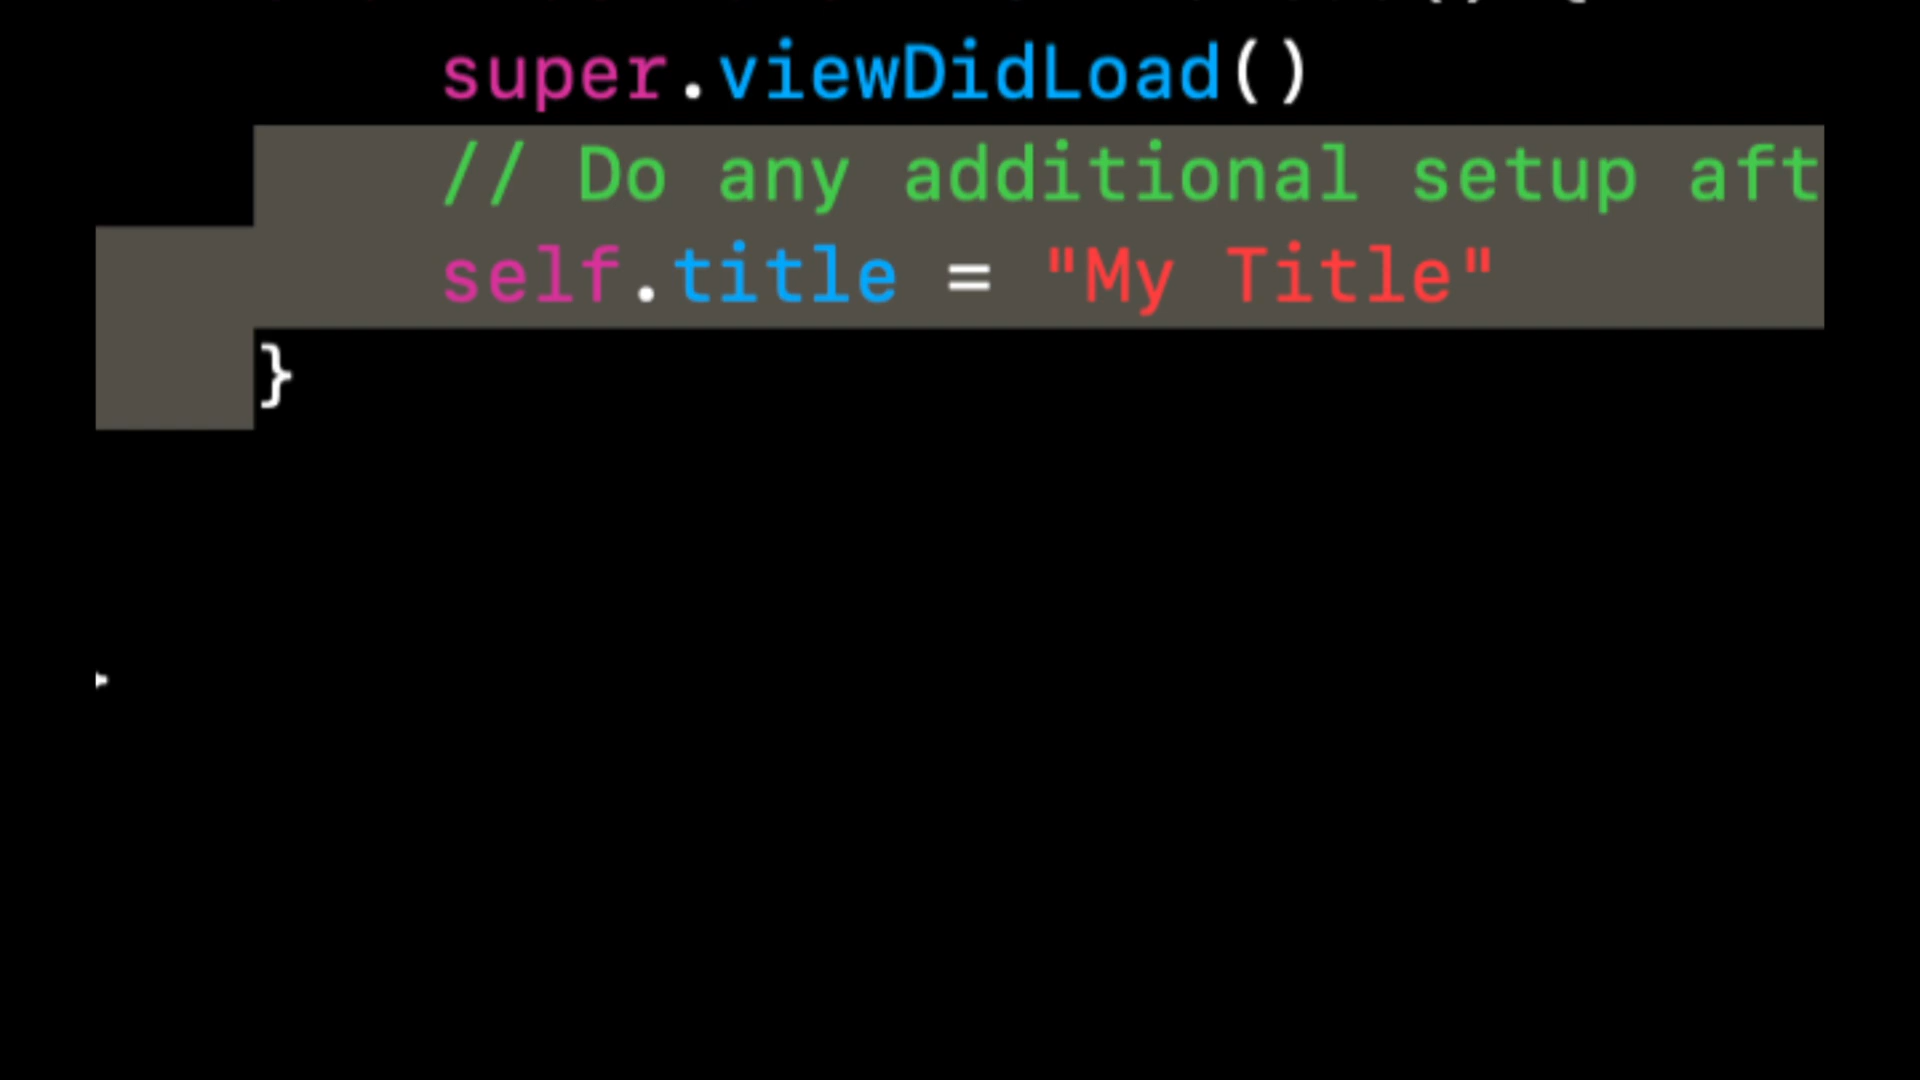 super.viewDidLoad()
// Do any additional setup aft
self.title = "My Title"
}